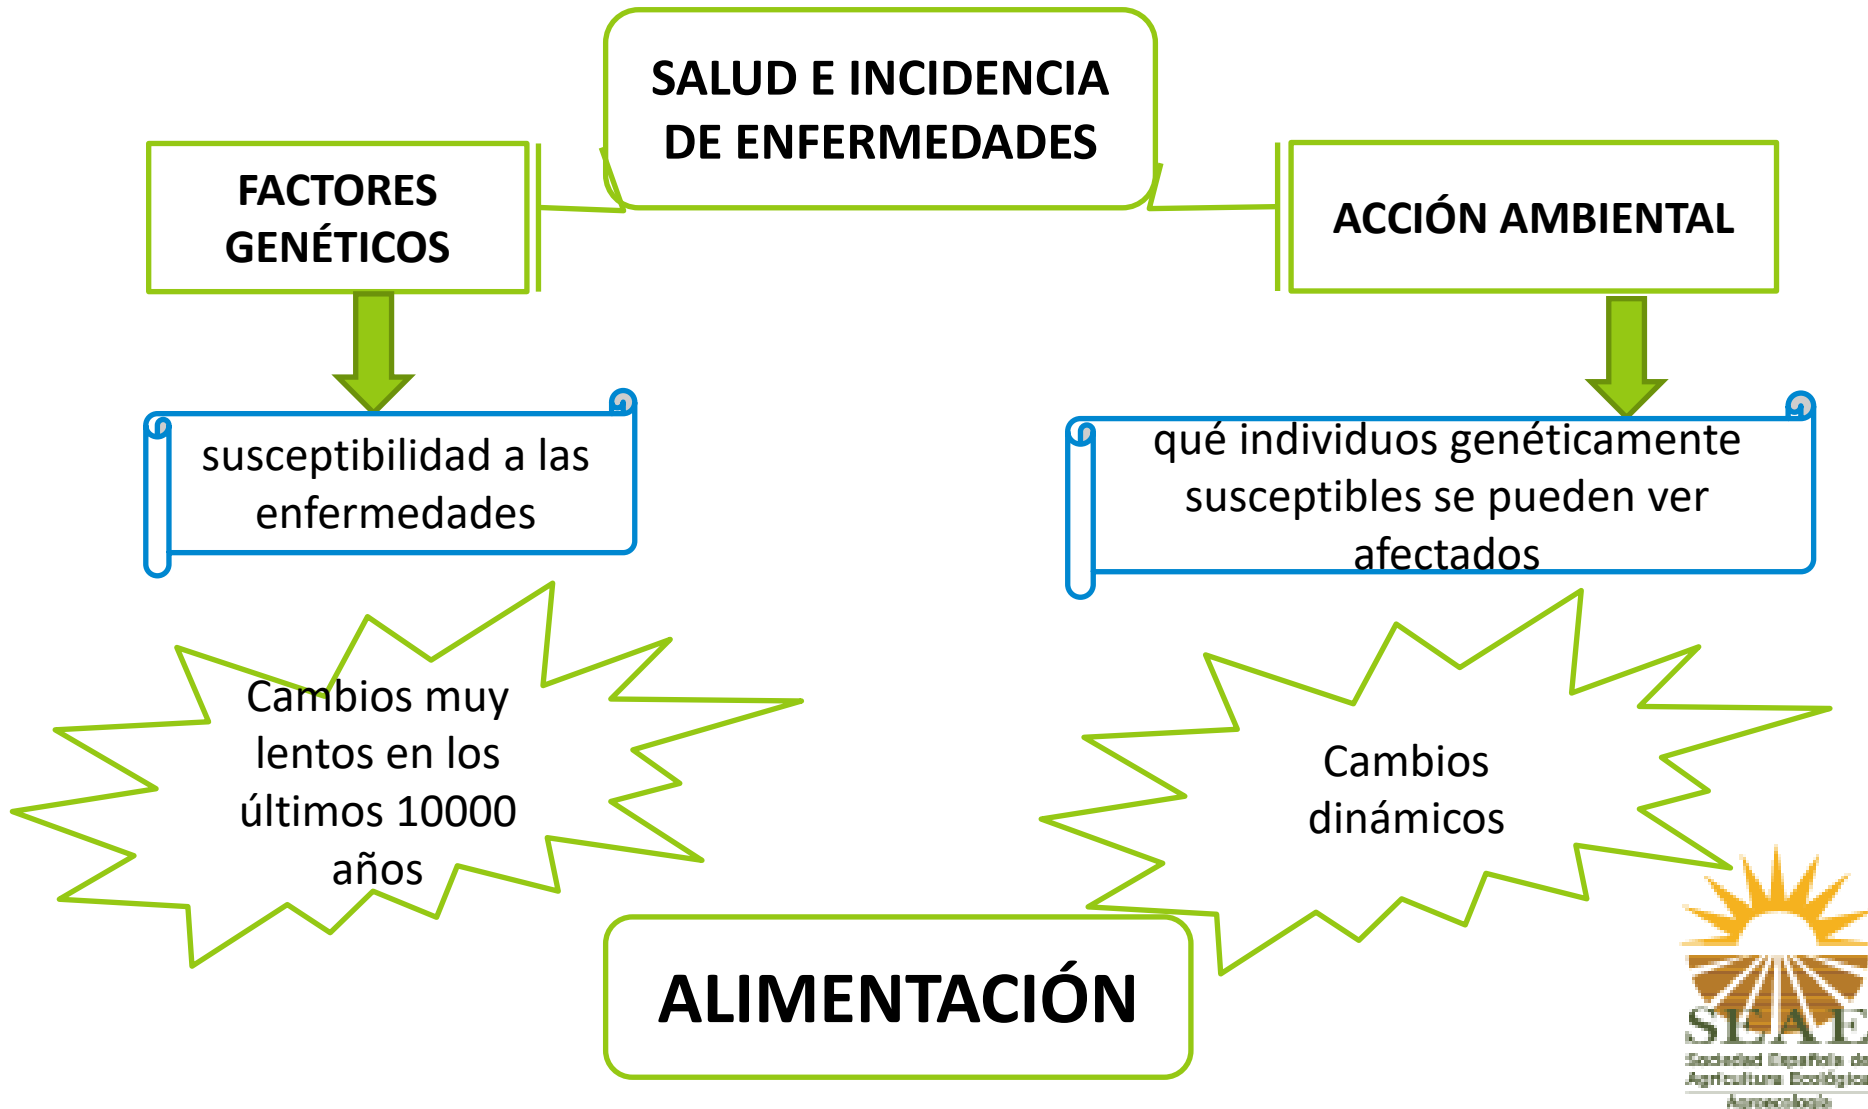 SALUD E INCIDENCIA
DE ENFERMEDADES
FACTORES
GENÉTICOS
ACCIÓN AMBIENTAL
susceptibilidad a las
enfermedades
qué individuos genéticamente
susceptibles se pueden ver
afectados
Cambios muy
lentos en los
últimos 10000
años
Cambios
dinámicos
ALIMENTACIÓN
SEAE
Sociedad Española de
Agricultura Ecológica
Agroecología